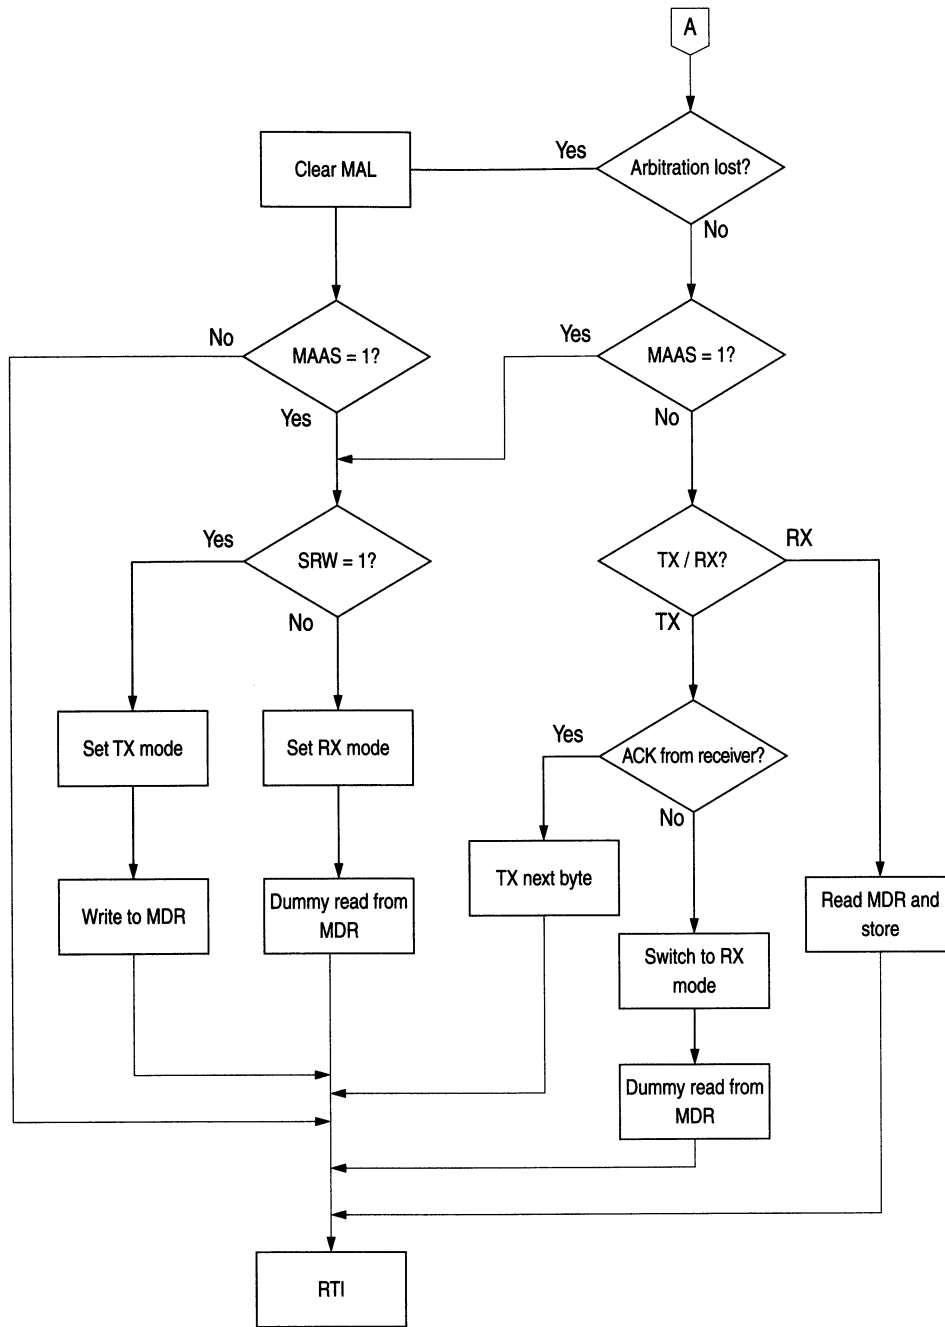 A
Yes
Clear MAL
Arbitration lost?
No
No
MAAS = 1?
Yes
MAAS = 1?
Yes
No
Yes
SRW = 1?
TX / RX?
RX
No
TX
Set TX mode
Set RX mode
Yes
ACK from receiver?
No
TX next byte
Write to MDR
Dummy read from
MDR
Read MDR and
store
Switch to RX
mode
Dummy read from
MDR
RTI